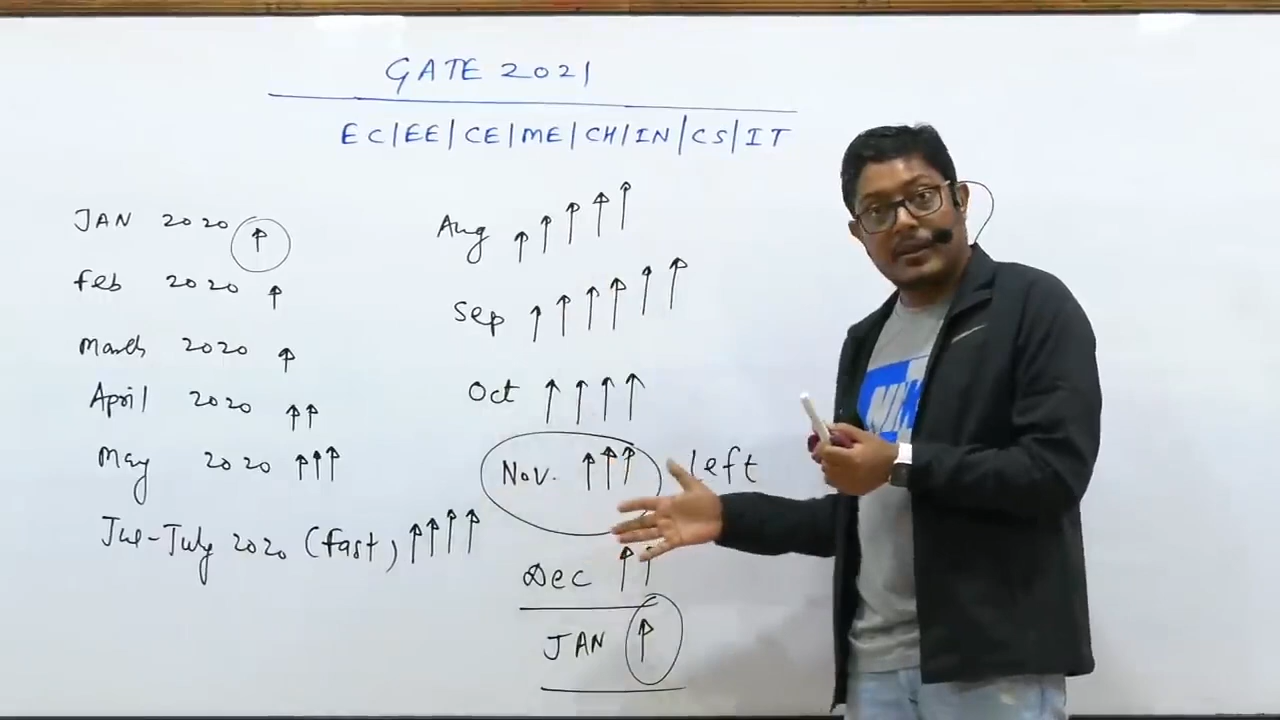 GATE 2021
EC/EE/CE/ME/CH/IN/CS/IT
JAN 2020 ↑
Feb 2020 ↑
March 2020 ↑
April 2020 ↑↑
May 2020 ↑↑↑
Jue-July 2020 (fast) ↑↑↑↑
Aug ↑↑↑↑↑
Sep ↑↑↑↑↑↑
Oct ↑↑↑↑
Nov. ↑↑↑ left
Dec ↑↑
JAN ↑